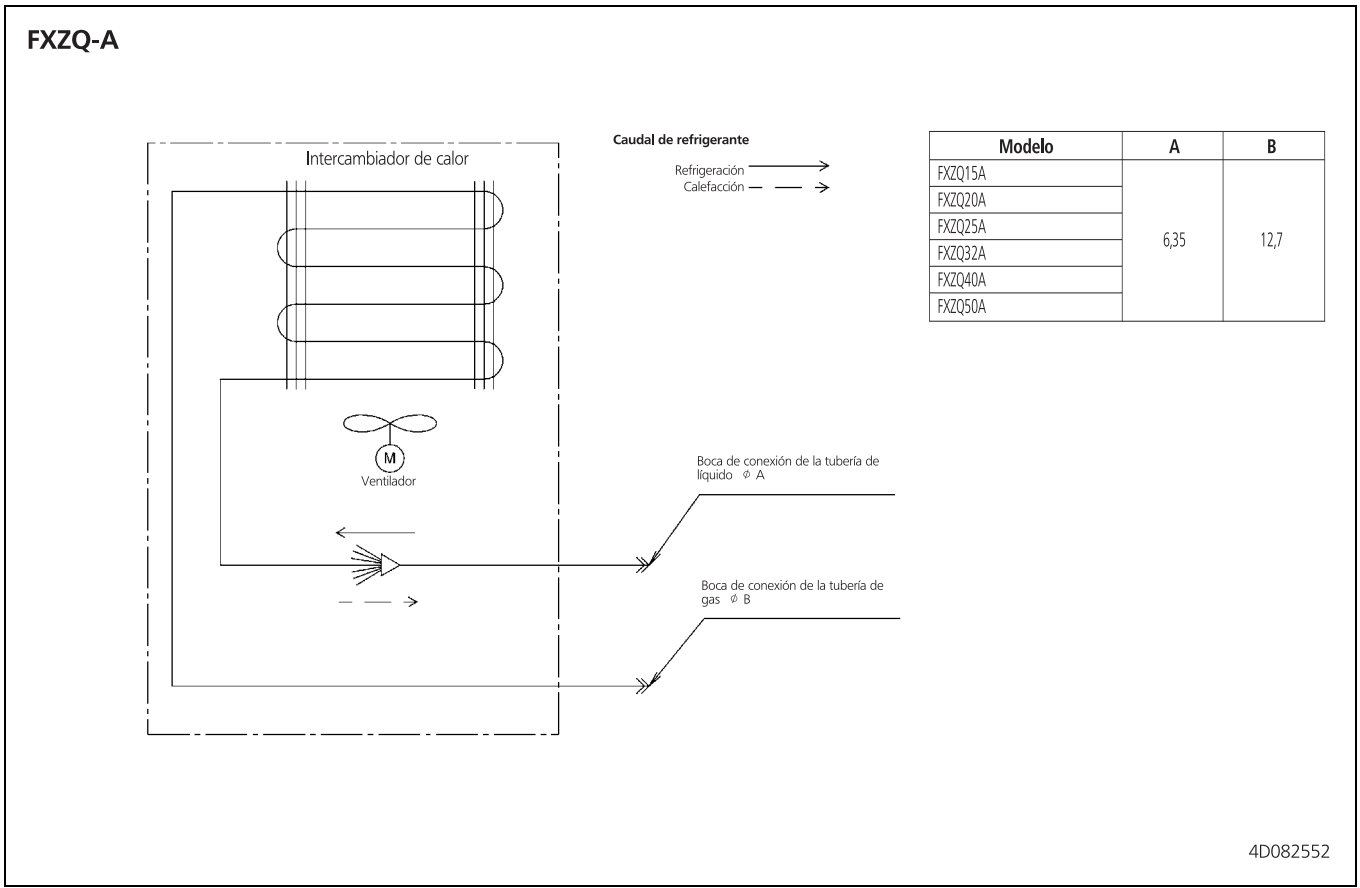 FXZQ-A
Intercambiador de calor
Caudal de refrigerante
Refrigeración
Calefacción
Modelo A B
FXZQ15A
FXZQ20A
FXZQ25A
FXZQ32A
FXZQ40A
FXZQ50A
6,35 12,7
M
Ventilador
Boca de conexión de la tubería de
líquido ϕ A
Boca de conexión de la tubería de
gas ϕ B
4D082552